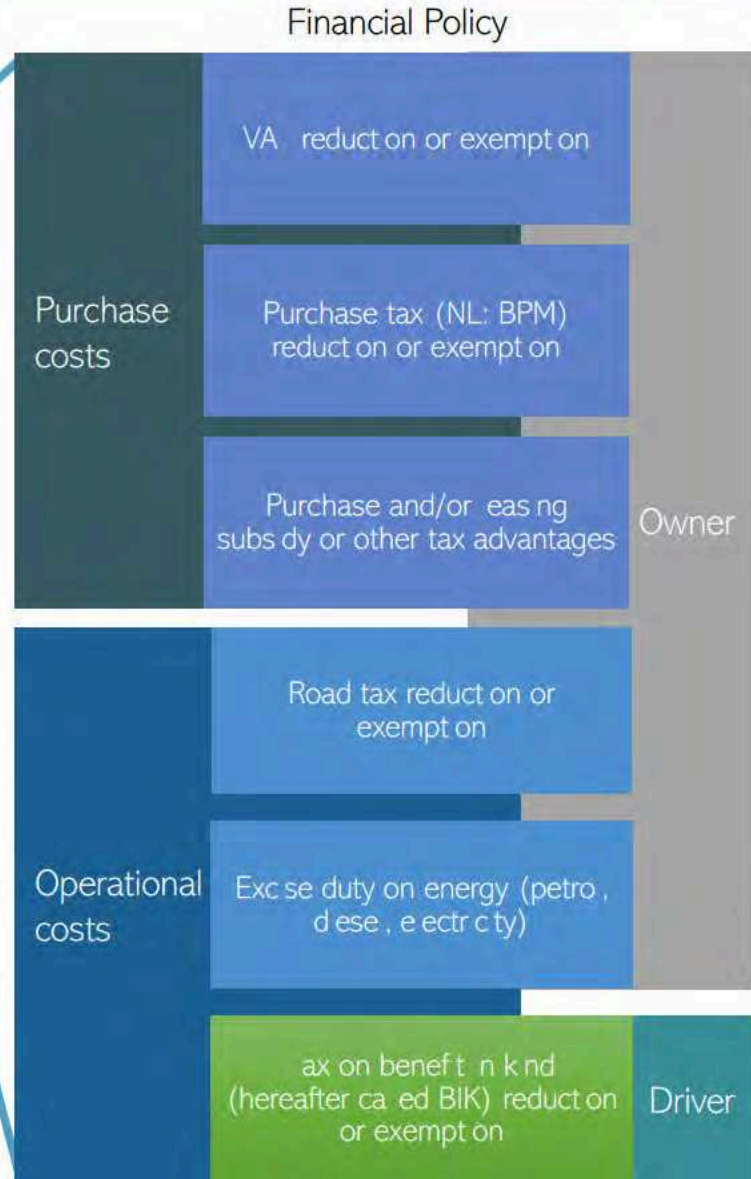 Financial Policy
VA reduct on or exempt on
Purchase
costs
Purchase tax (NL: BPM)
reduct on or exempt on
Purchase and/or eas ng
subs dy or other tax advantages
Owner
Road tax reduct on or
exempt on
Operational
costs
Exc se duty on energy (petro ,
d ese , e ectr c ty)
ax on benef t n k nd
(hereafter ca ed BIK) reduct on
or exempt on
Driver